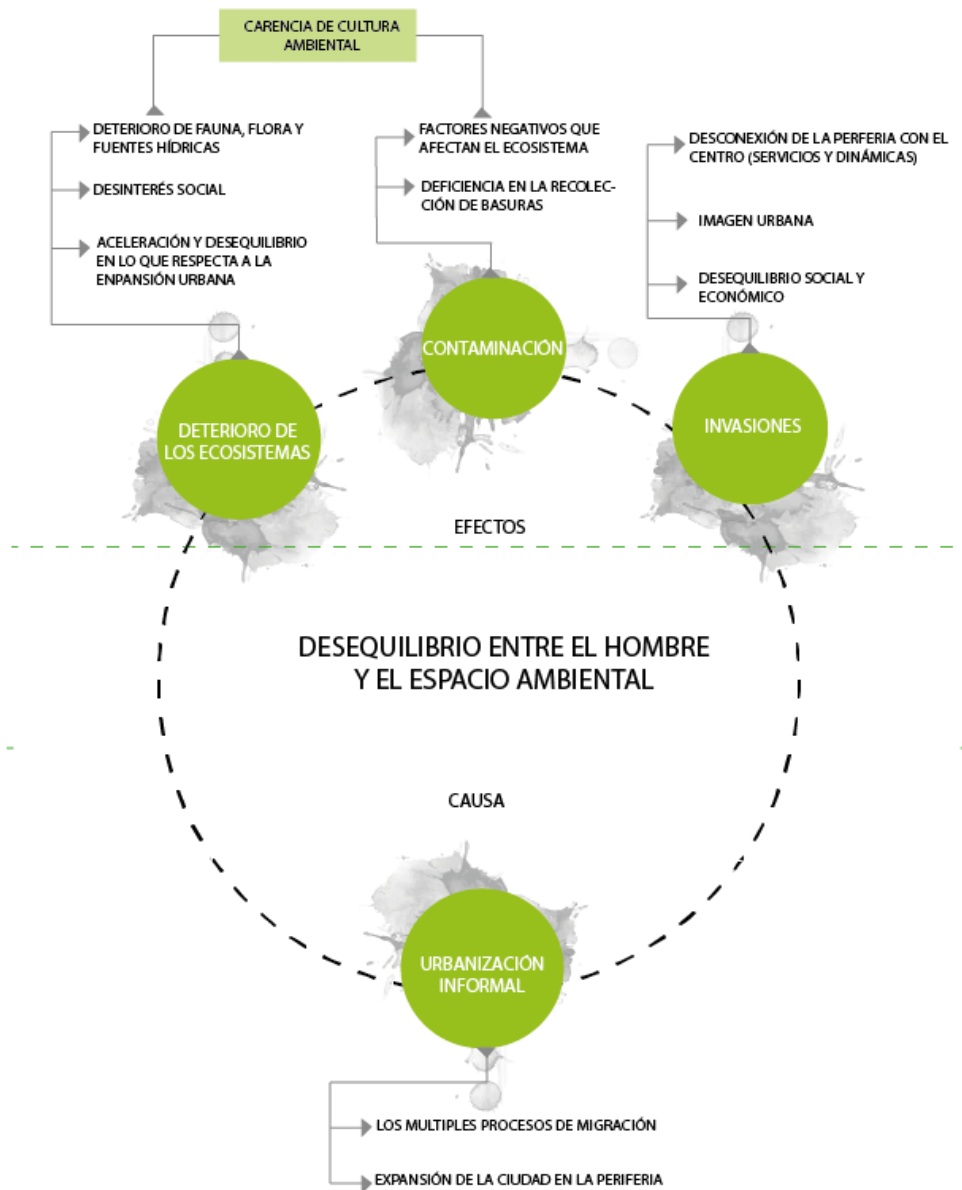 CARENCIA DE CULTURA
AMBIENTAL
DETERIORO DE FAUNA, FLORA Y
FUENTES HÍDRICAS
DESINTERÉS SOCIAL
ACELERACIÓN Y DESEQUILIBRIO
EN LO QUE RESPECTA A LA
ENPANSIÓN URBANA
FACTORES NEGATIVOS QUE
AFECTAN EL ECOSISTEMA
DEFICIENCIA EN LA RECOLEC-
CIÓN DE BASURAS
DESCONEXIÓN DE LA PERFERIA CON EL
CENTRO (SERVICIOS Y DINÁMICAS)
IMAGEN URBANA
DESEQUILIBRIO SOCIAL Y
ECONÓMICO
DETERIORO DE
LOS ECOSISTEMAS
CONTAMINACIÓN
INVASIONES
EFECTOS
DESEQUILIBRIO ENTRE EL HOMBRE
Y EL ESPACIO AMBIENTAL
CAUSA
URBANIZACIÓN
INFORMAL
LOS MULTIPLES PROCESOS DE MIGRACIÓN
EXPANSIÓN DE LA CIUDAD EN LA PERIFERIA